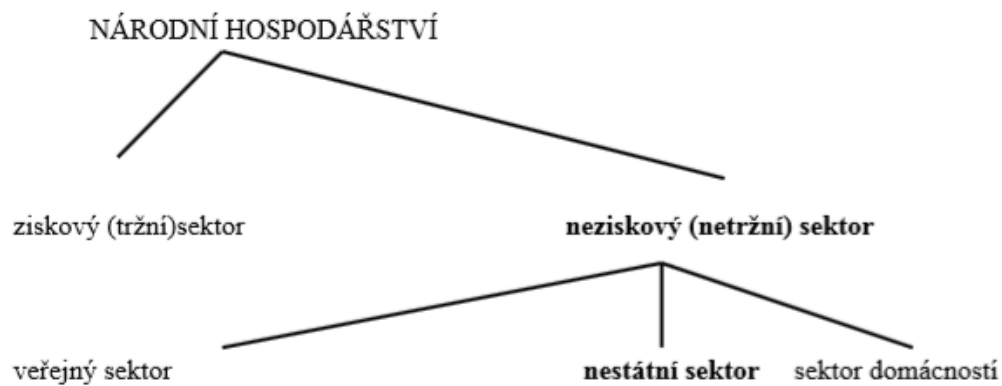 NÁRODNÍ HOSPODÁŘSTVÍ
ziskový (tržní)sektor neziskový (netržní) sektor
veřejný sektor nestátní sektor sektor domácností